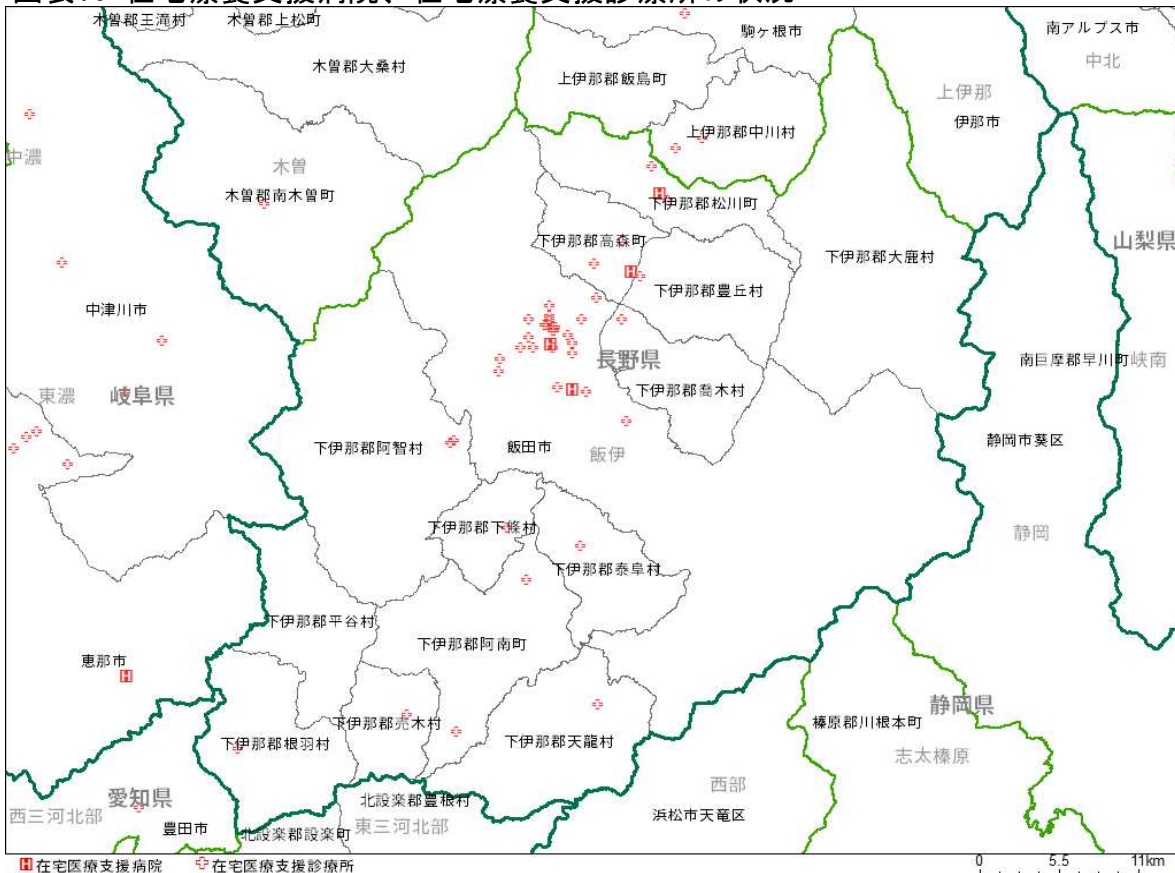 木曽郡王滝村
木曽郡上松町
木曽郡大桑村
駒ヶ根市
南アルプス市
中北
上伊那郡飯島町
上伊那
伊那市
上伊那郡中川村
中濃
木曽
木曽郡南木曽町
下伊那郡松川町
下伊那郡高森町
山梨県
下伊那郡大鹿村
下伊那郡豊丘村
中津川市
長野県
南巨摩郡早川町
峡南
下伊那郡喬木村
東濃
岐阜県
下伊那郡阿智村
飯田市
飯伊
静岡市葵区
下伊那郡下條村
静岡
下伊那郡泰阜村
下伊那郡平谷村
下伊那郡阿南町
恵那市
静岡県
下伊那郡売木村
榛原郡川根本町
下伊那郡根羽村
下伊那郡天龍村
志太榛原
西部
愛知県
北設楽郡豊根村
西三河北部
浜松市天竜区
豊田市
北設楽郡設楽町
東三河北部
在宅医療支援病院
在宅医療支援診療所
0 5.5 11km